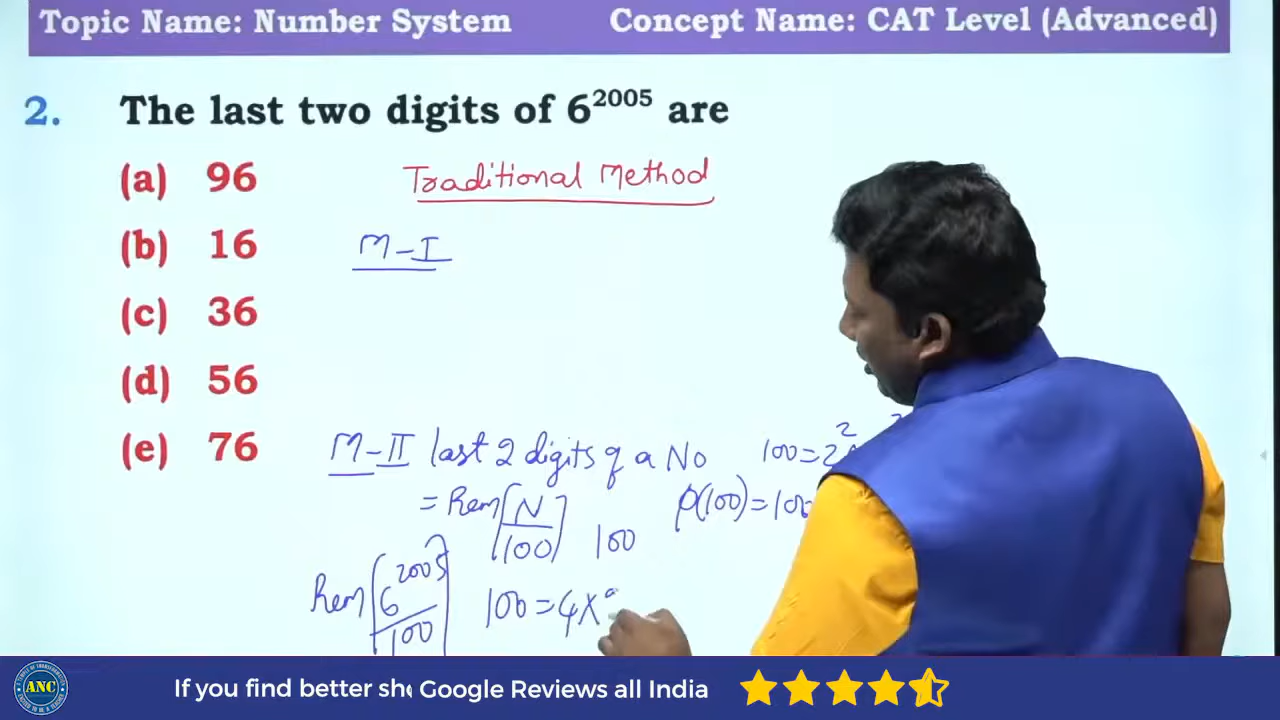 Topic Name: Number System Concept Name: CAT Level (Advanced)
2. The last two digits of 6^2005 are
(a) 96
Traditional Method
(b) 16
M-I
(c) 36
(d) 56
(e) 76
M-II last 2 digits of a No 100=2^2
= Rem[N/100] 100 φ(100)=100
Rem[6^2005/100] 100=4X
ANC
If you find better sh Google Reviews all India